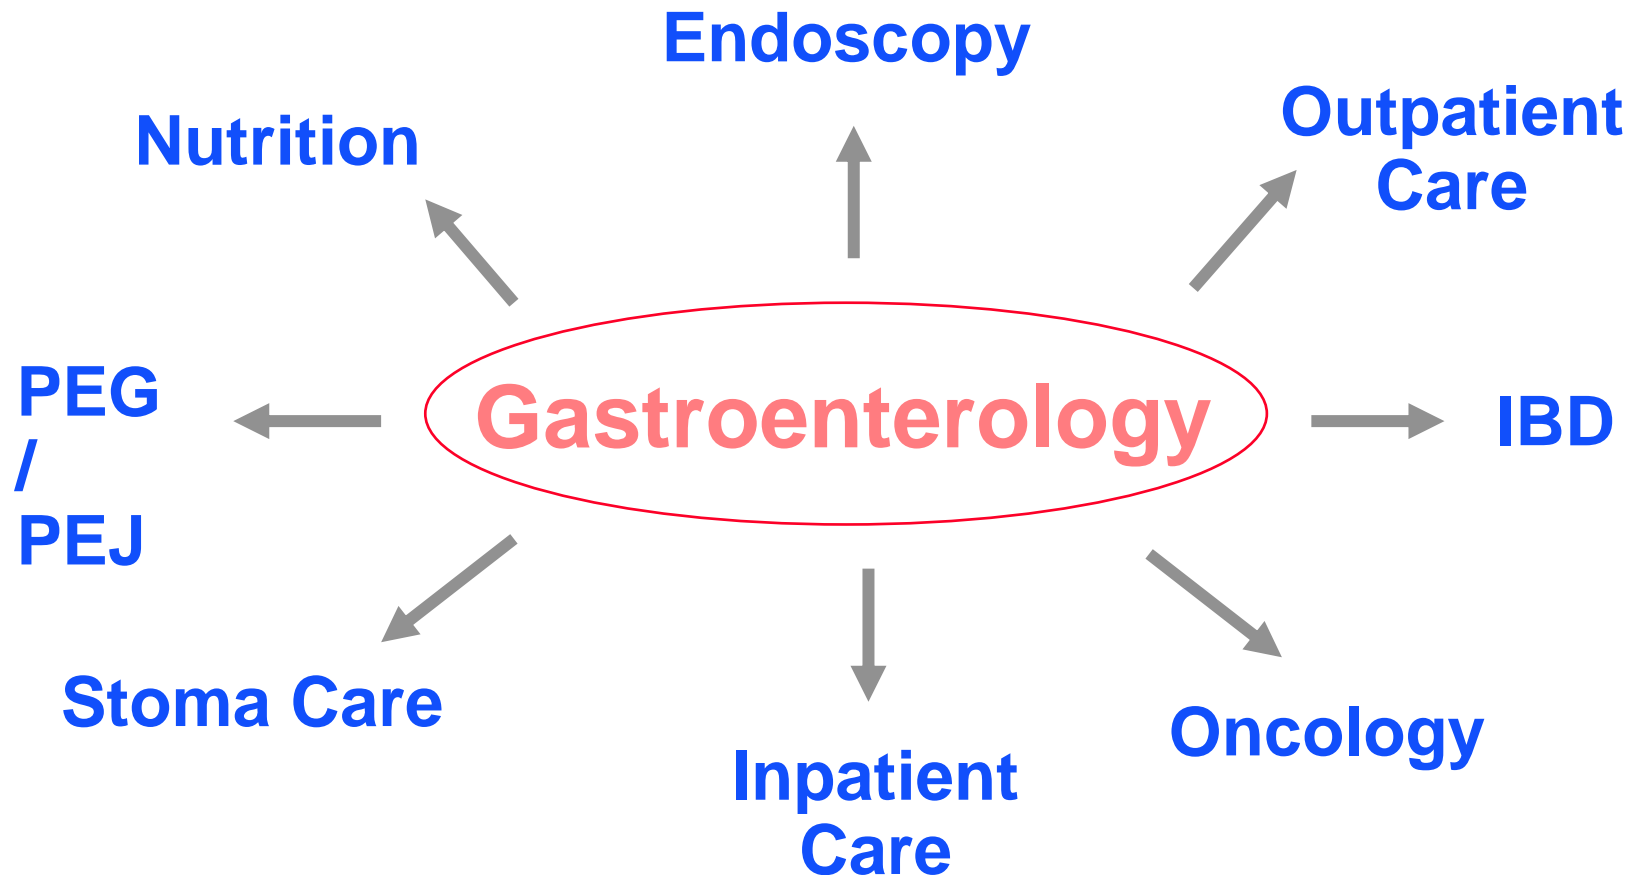 Endoscopy
Outpatient
Care
Nutrition
PEG
/
PEJ
Gastroenterology
IBD
Stoma Care
Oncology
Inpatient
Care